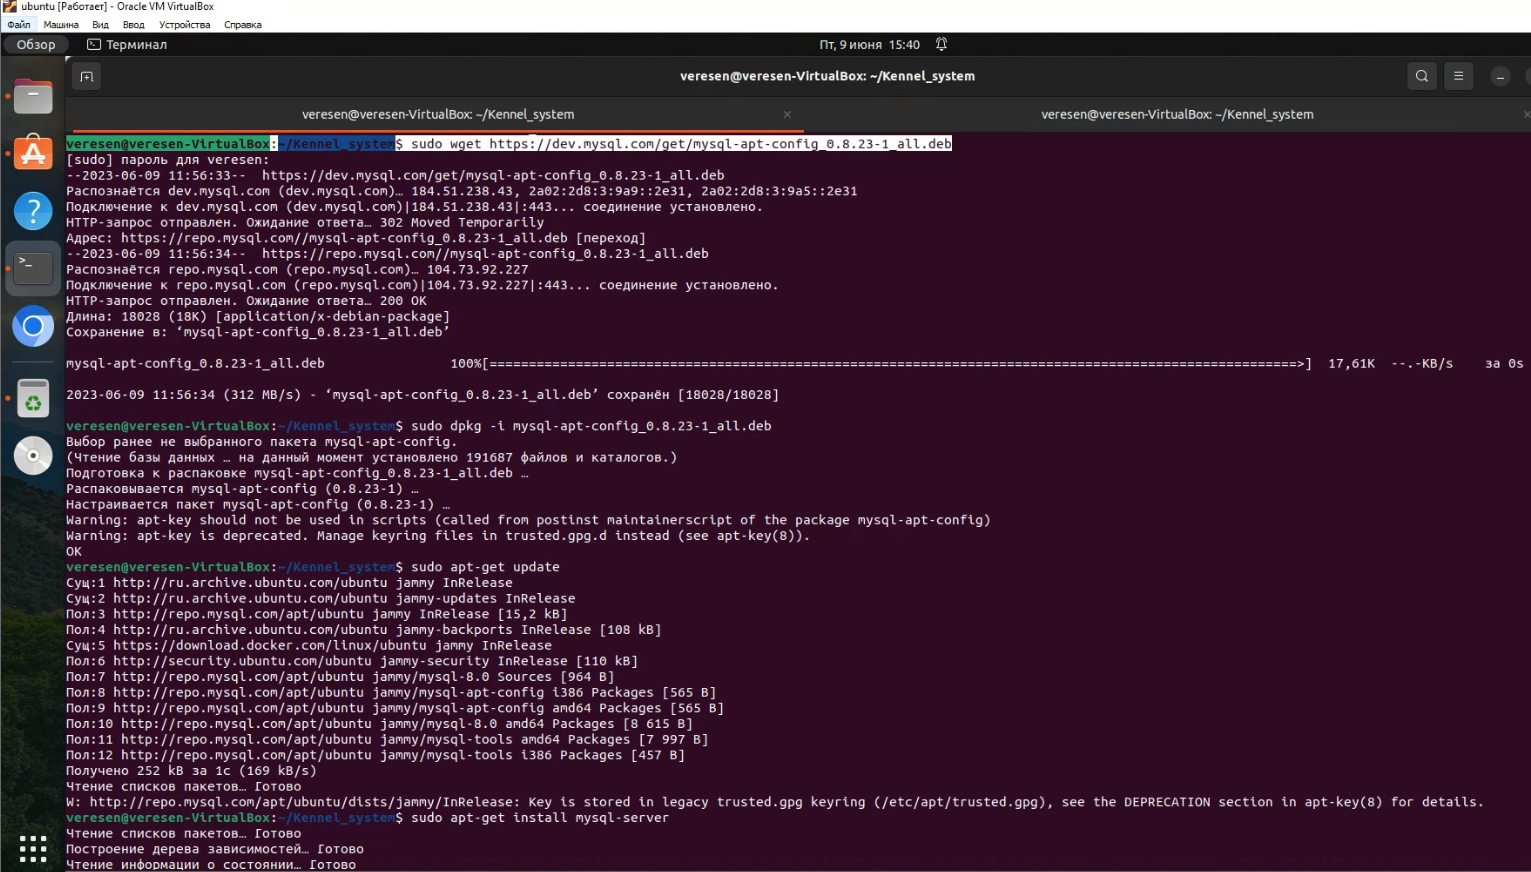 ubuntu [Работает] - Oracle VM VirtualBox
Файл Машина Вид Ввод Устройства Справка
Обзор Терминал Пт, 9 июня 15:40
veresen@veresen-VirtualBox: ~/Kennel_system
veresen@veresen-VirtualBox: ~/Kennel_system × veresen@veresen-VirtualBox: ~/Kennel_system ×
veresen@veresen-VirtualBox:~/Kennel_system$ sudo wget https://dev.mysql.com/get/mysql-apt-config_0.8.23-1_all.deb
[sudo] пароль для veresen:
--2023-06-09 11:56:33--  https://dev.mysql.com/get/mysql-apt-config_0.8.23-1_all.deb
Распознаётся dev.mysql.com (dev.mysql.com)… 184.51.238.43, 2a02:2d8:3:9a9::2e31, 2a02:2d8:3:9a5::2e31
Подключение к dev.mysql.com (dev.mysql.com)|184.51.238.43|:443... соединение установлено.
HTTP-запрос отправлен. Ожидание ответа… 302 Moved Temporarily
Адрес: https://repo.mysql.com//mysql-apt-config_0.8.23-1_all.deb [переход]
--2023-06-09 11:56:34--  https://repo.mysql.com//mysql-apt-config_0.8.23-1_all.deb
Распознаётся repo.mysql.com (repo.mysql.com)… 104.73.92.227
Подключение к repo.mysql.com (repo.mysql.com)|104.73.92.227|:443... соединение установлено.
HTTP-запрос отправлен. Ожидание ответа… 200 OK
Длина: 18028 (18K) [application/x-debian-package]
Сохранение в: ‘mysql-apt-config_0.8.23-1_all.deb’
mysql-apt-config_0.8.23-1_all.deb 100%[=======================================================================================================>] 17,61K --.-KB/s за 0s
2023-06-09 11:56:34 (312 MB/s) - ‘mysql-apt-config_0.8.23-1_all.deb’ сохранён [18028/18028]
veresen@veresen-VirtualBox:~/Kennel_system$ sudo dpkg -i mysql-apt-config_0.8.23-1_all.deb
Выбор ранее не выбранного пакета mysql-apt-config.
(Чтение базы данных … на данный момент установлено 191687 файлов и каталогов.)
Подготовка к распаковке mysql-apt-config_0.8.23-1_all.deb …
Распаковывается mysql-apt-config (0.8.23-1) …
Настраивается пакет mysql-apt-config (0.8.23-1) …
Warning: apt-key should not be used in scripts (called from postinst maintainerscript of the package mysql-apt-config)
Warning: apt-key is deprecated. Manage keyring files in trusted.gpg.d instead (see apt-key(8)).
OK
veresen@veresen-VirtualBox:~/Kennel_system$ sudo apt-get update
Сущ:1 http://ru.archive.ubuntu.com/ubuntu jammy InRelease
Сущ:2 http://ru.archive.ubuntu.com/ubuntu jammy-updates InRelease
Пол:3 http://repo.mysql.com/apt/ubuntu jammy InRelease [15,2 kB]
Пол:4 http://ru.archive.ubuntu.com/ubuntu jammy-backports InRelease [108 kB]
Сущ:5 https://download.docker.com/linux/ubuntu jammy InRelease
Пол:6 http://security.ubuntu.com/ubuntu jammy-security InRelease [110 kB]
Пол:7 http://repo.mysql.com/apt/ubuntu jammy/mysql-8.0 Sources [964 B]
Пол:8 http://repo.mysql.com/apt/ubuntu jammy/mysql-apt-config i386 Packages [565 B]
Пол:9 http://repo.mysql.com/apt/ubuntu jammy/mysql-apt-config amd64 Packages [565 B]
Пол:10 http://repo.mysql.com/apt/ubuntu jammy/mysql-8.0 amd64 Packages [8 615 B]
Пол:11 http://repo.mysql.com/apt/ubuntu jammy/mysql-tools amd64 Packages [7 997 B]
Пол:12 http://repo.mysql.com/apt/ubuntu jammy/mysql-tools i386 Packages [457 B]
Получено 252 kB за 1с (169 kB/s)
Чтение списков пакетов… Готово
W: http://repo.mysql.com/apt/ubuntu/dists/jammy/InRelease: Key is stored in legacy trusted.gpg keyring (/etc/apt/trusted.gpg), see the DEPRECATION section in apt-key(8) for details.
veresen@veresen-VirtualBox:~/Kennel_system$ sudo apt-get install mysql-server
Чтение списков пакетов… Готово
Построение дерева зависимостей… Готово
Чтение информации о состоянии… Готово